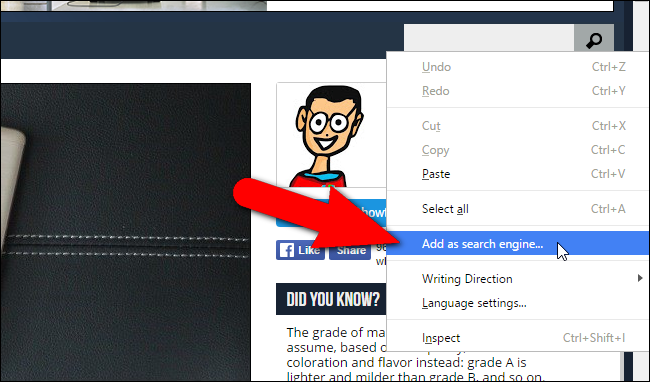 Undo Ctrl+Z
Redo Ctrl+Y
Cut Ctrl+X
Copy Ctrl+C
Paste Ctrl+V
Select all Ctrl+A
Add as search engine...
Writing Direction
Language settings...
Inspect Ctrl+Shift+I
Like Share
DID YOU KNOW?
The grade of ma
assume, based o
coloration and flavor instead: grade A is
lighter and milder than grade B, and so on.